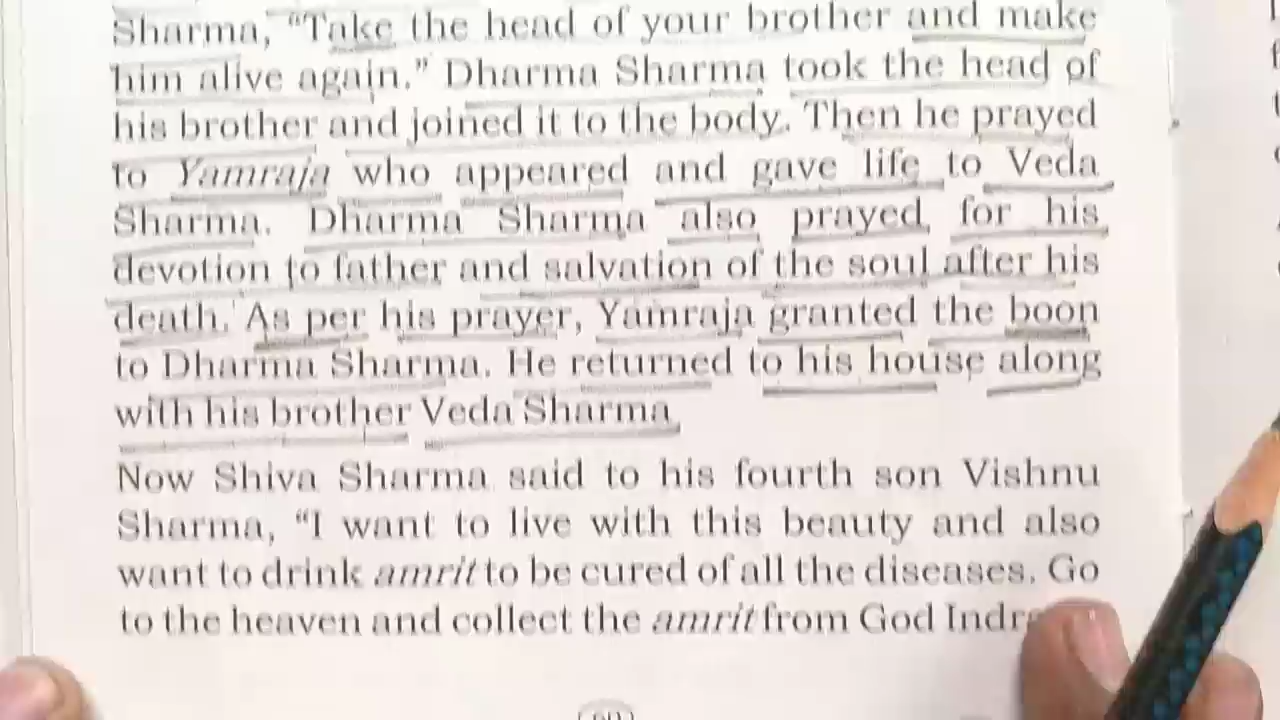 Sharma, “Take the head of your brother and make
him alive again.” Dharma Sharma took the head of
his brother and joined it to the body. Then he prayed
to Yamraja who appeared and gave life to Veda
Sharma. Dharma Sharma also prayed for his
devotion to father and salvation of the soul after his
death. As per his prayer, Yamraja granted the boon
to Dharma Sharma. He returned to his house along
with his brother Veda Sharma.
Now Shiva Sharma said to his fourth son Vishnu
Sharma, “I want to live with this beauty and also
want to drink amrit to be cured of all the diseases. Go
to the heaven and collect the amrit from God